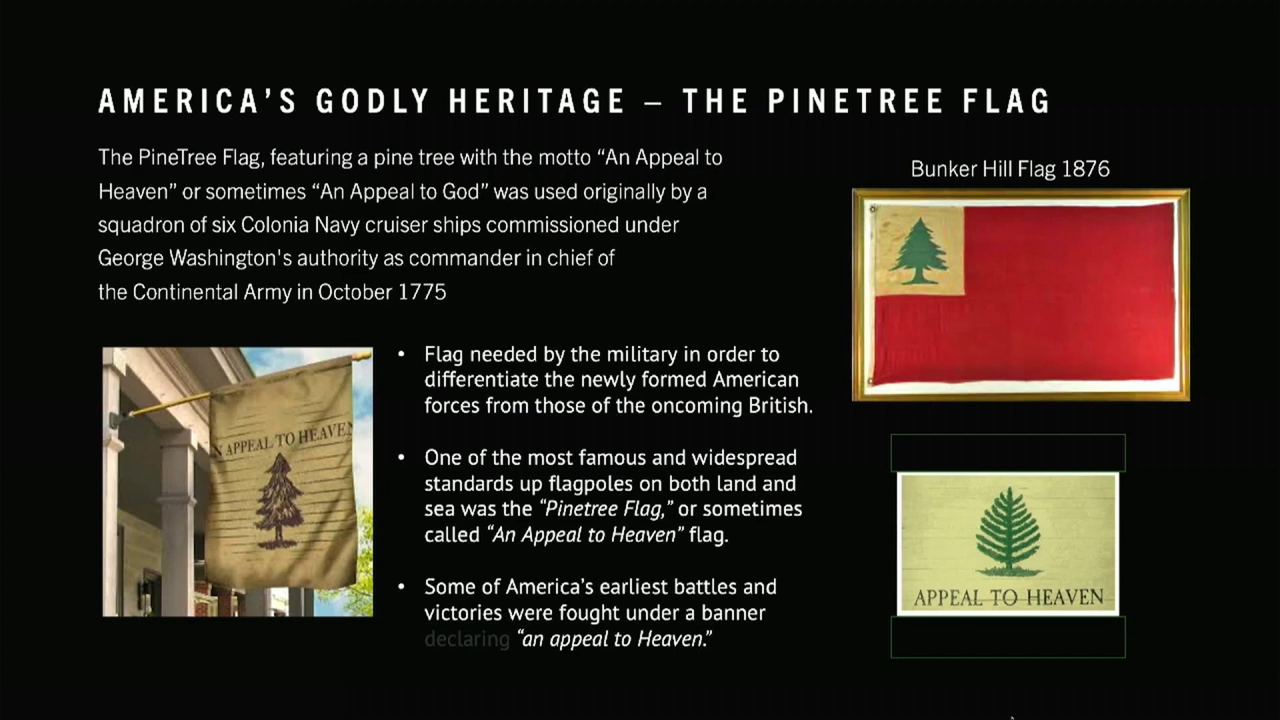 AMERICA'S GODLY HERITAGE – THE PINETREE FLAG
The PineTree Flag, featuring a pine tree with the motto “An Appeal to
Heaven” or sometimes “An Appeal to God” was used originally by a
squadron of six Colonia Navy cruiser ships commissioned under
George Washington's authority as commander in chief of
the Continental Army in October 1775
Bunker Hill Flag 1876
N APPEAL TO HEAVEN
• Flag needed by the military in order to
differentiate the newly formed American
forces from those of the oncoming British.
• One of the most famous and widespread
standards up flagpoles on both land and
sea was the “Pinetree Flag,” or sometimes
called “An Appeal to Heaven” flag.
• Some of America’s earliest battles and
victories were fought under a banner
declaring “an appeal to Heaven.”
APPEAL TO HEAVEN